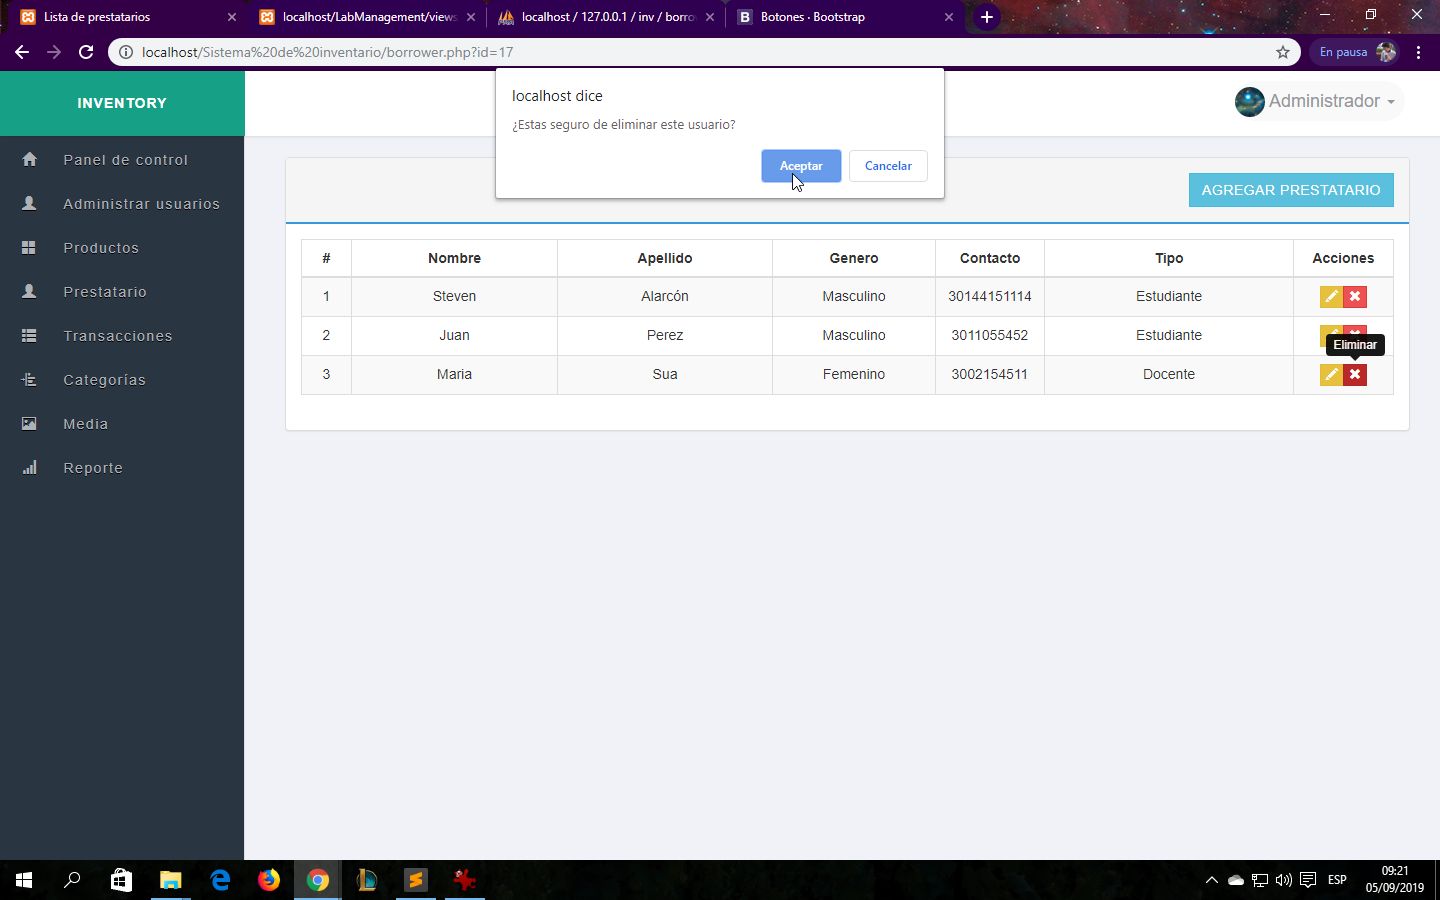 Lista de prestatarios
localhost/LabManagement/views
localhost / 127.0.0.1 / inv / borrow
Botones · Bootstrap
localhost/Sistema%20de%20inventario/borrower.php?id=17
En pausa
INVENTORY
Administrador
localhost dice
¿Estas seguro de eliminar este usuario?
Aceptar
Cancelar
Panel de control
Administrar usuarios
Productos
Prestatario
Transacciones
Categorías
Media
Reporte
AGREGAR PRESTATARIO
# Nombre Apellido Genero Contacto Tipo Acciones
1 Steven Alarcón Masculino 30144151114 Estudiante
2 Juan Perez Masculino 3011055452 Estudiante
Eliminar
3 Maria Sua Femenino 3002154511 Docente
ESP
09:21
05/09/2019